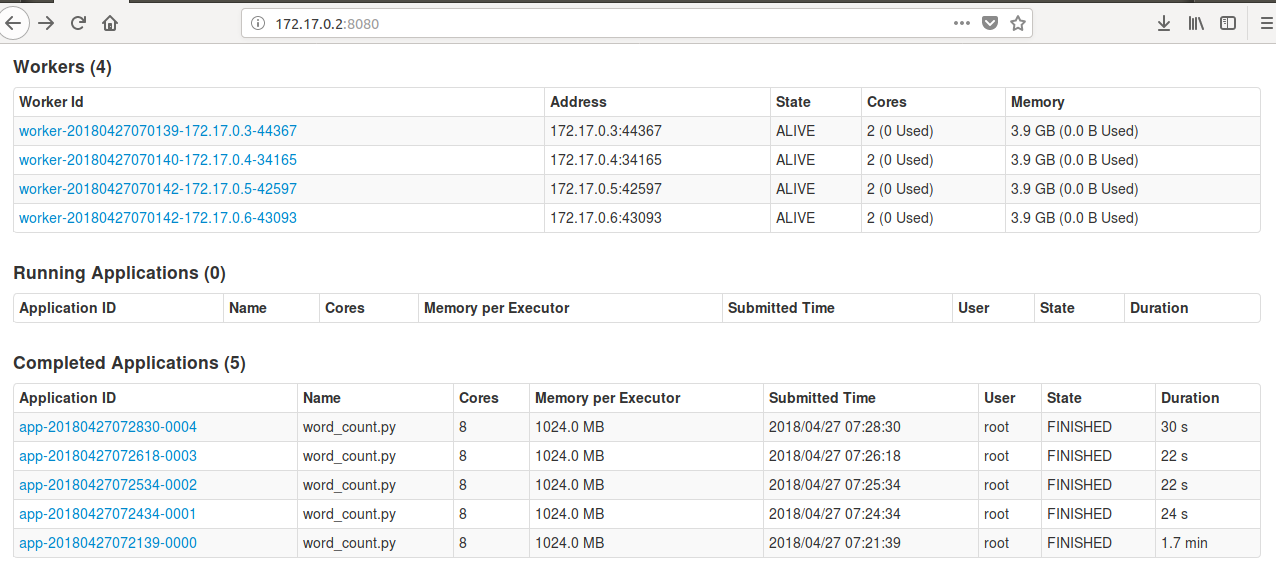 172.17.0.2:8080
Workers (4)
Worker Id Address State Cores Memory
worker-20180427070139-172.17.0.3-44367 172.17.0.3:44367 ALIVE 2 (0 Used) 3.9 GB (0.0 B Used)
worker-20180427070140-172.17.0.4-34165 172.17.0.4:34165 ALIVE 2 (0 Used) 3.9 GB (0.0 B Used)
worker-20180427070142-172.17.0.5-42597 172.17.0.5:42597 ALIVE 2 (0 Used) 3.9 GB (0.0 B Used)
worker-20180427070142-172.17.0.6-43093 172.17.0.6:43093 ALIVE 2 (0 Used) 3.9 GB (0.0 B Used)
Running Applications (0)
Application ID Name Cores Memory per Executor Submitted Time User State Duration
Completed Applications (5)
Application ID Name Cores Memory per Executor Submitted Time User State Duration
app-20180427072830-0004 word_count.py 8 1024.0 MB 2018/04/27 07:28:30 root FINISHED 30 s
app-20180427072618-0003 word_count.py 8 1024.0 MB 2018/04/27 07:26:18 root FINISHED 22 s
app-20180427072534-0002 word_count.py 8 1024.0 MB 2018/04/27 07:25:34 root FINISHED 22 s
app-20180427072434-0001 word_count.py 8 1024.0 MB 2018/04/27 07:24:34 root FINISHED 24 s
app-20180427072139-0000 word_count.py 8 1024.0 MB 2018/04/27 07:21:39 root FINISHED 1.7 min